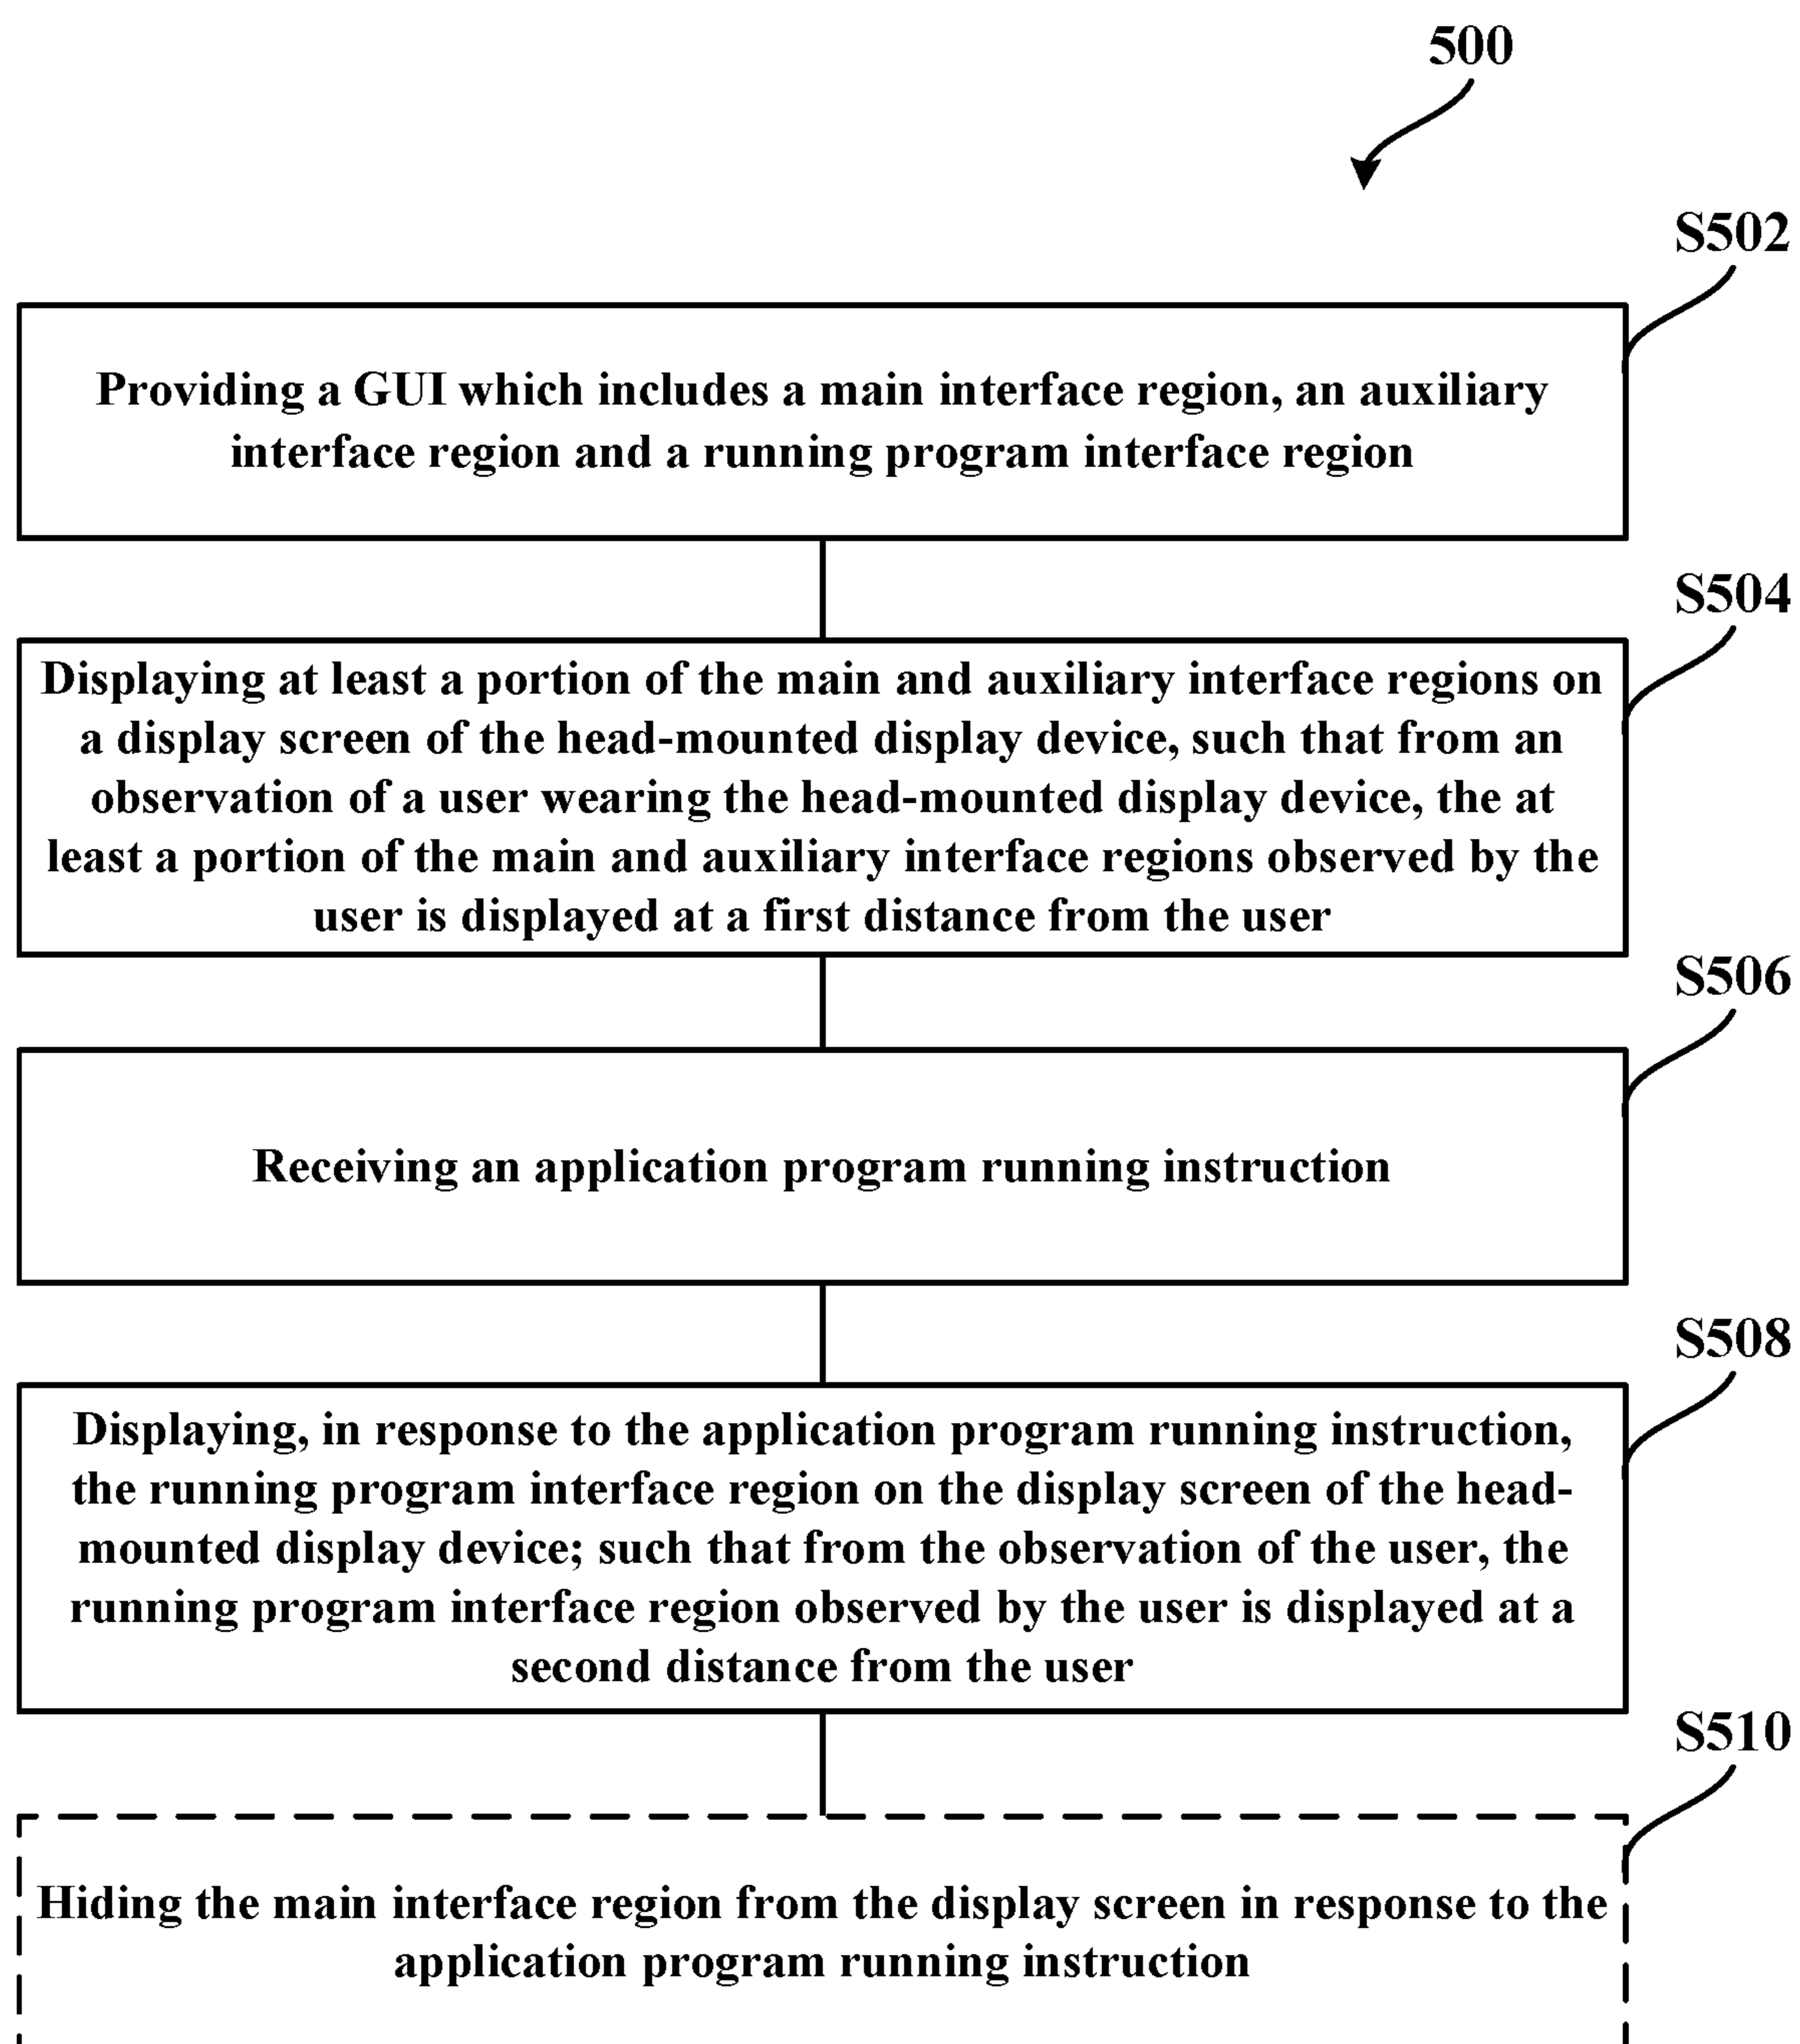 500
S502
Providing a GUI which includes a main interface region, an auxiliary
interface region and a running program interface region
S504
Displaying at least a portion of the main and auxiliary interface regions on
a display screen of the head-mounted display device, such that from an
observation of a user wearing the head-mounted display device, the at
least a portion of the main and auxiliary interface regions observed by the
user is displayed at a first distance from the user
S506
Receiving an application program running instruction
S508
Displaying, in response to the application program running instruction,
the running program interface region on the display screen of the head-
mounted display device; such that from the observation of the user, the
running program interface region observed by the user is displayed at a
second distance from the user
S510
Hiding the main interface region from the display screen in response to the
application program running instruction